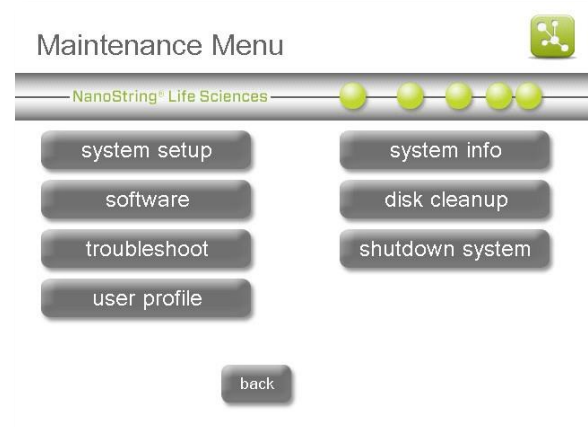 Maintenance Menu
NanoString® Life Sciences
system setup
system info
software
disk cleanup
troubleshoot
shutdown system
user profile
back